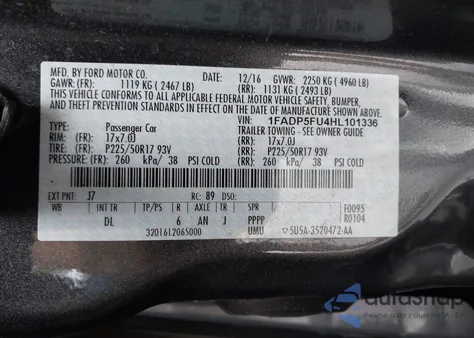 MFD. BY FORD MOTOR CO. 12/16 GVWR: 2250 KG ( 4960 LB)
GAWR: (FR): 1119 KG ( 2467 LB) (RR): 1131 KG ( 2493 LB)
THIS VEHICLE CONFORMS TO ALL APPLICABLE FEDERAL MOTOR VEHICLE SAFETY, BUMPER,
AND THEFT PREVENTION STANDARDS IN EFFECT ON THE DATE OF MANUFACTURE
SHOWN ABOVE. VIN: 1FADP5FU4HL101336
TYPE: Passenger Car TOWING TRAILER - SEE OWNER GUIDE
RIM: (FR): 17x7.0J (RR): 17x7.0J
TIRE: (FR): P225/50R17 93V (RR): P225/50R17 93V
PRESSURE: (FR): 260 kPa/ 38 PSI COLD (RR): 260 kPa/ 38 PSI COLD
EXT PNT: J7 RC: 89 DSO:
WB TR TP/PS R AXLE TR SPR F0095
DL 6 AN J PPPP R0104
3201612065000 UMU 5U5A-3520472-AA
autoshop